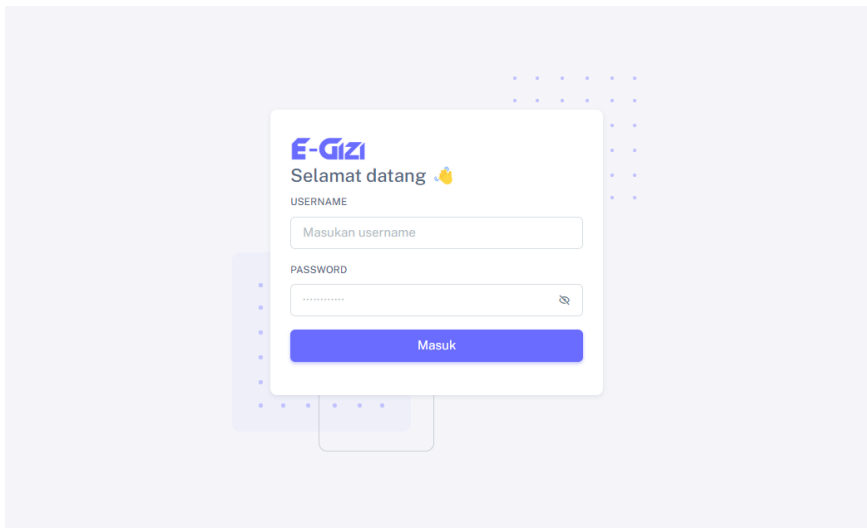 E-Gizi
Selamat datang 👋
USERNAME
Masukan username
PASSWORD
············
Masuk